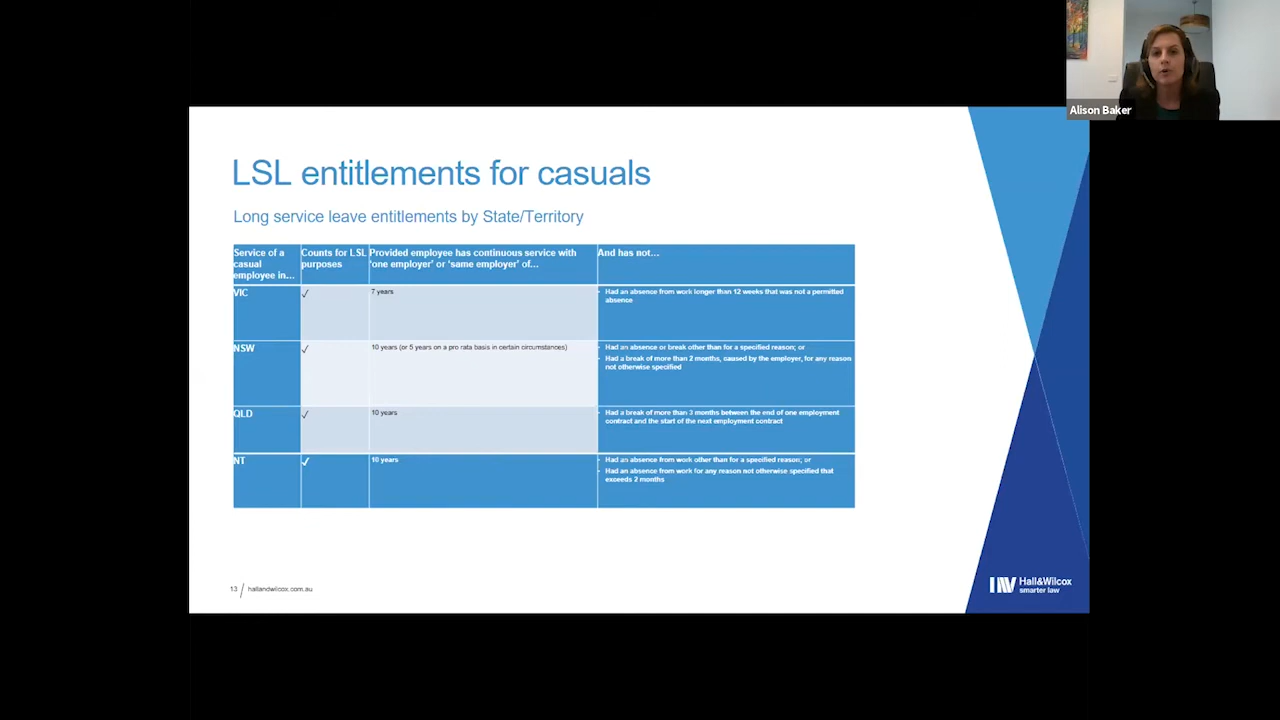 Alison Baker
LSL entitlements for casuals
Long service leave entitlements by State/Territory
Service of a
casual
employee in...
Counts for LSL
purposes
Provided employee has continuous service with
'one employer' or 'same employer' of...
And has not...
VIC
✓
7 years
• Had an absence from work longer than 12 weeks that was not a permitted
absence
NSW
✓
10 years (or 5 years on a pro rata basis in certain circumstances)
• Had an absence or break other than for a specified reason; or
• Had a break of more than 2 months, caused by the employer, for any reason
not otherwise specified
QLD
✓
10 years
• Had a break of more than 3 months between the end of one employment
contract and the start of the next employment contract
NT
✓
10 years
• Had an absence from work other than for a specified reason; or
• Had an absence from work for any reason not otherwise specified that
exceeds 2 months
13 / hallandwilcox.com.au
Hall&Wilcox
smarter law